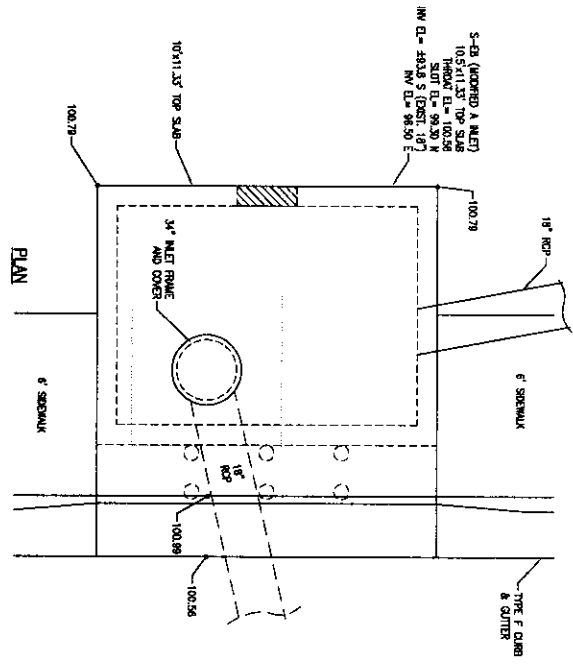 S-EB (MODIFIED A INLET)
10.5'x11.33' TOP SLAB
THROAT EL= 100.56
SLOT EL= 99.30 N
INV EL= ±93.8 S (EXIST. 18")
INV EL= 96.50 E
100.79
18" RCP
10'x11.33' TOP SLAB
100.79
34" INLET FRAME
AND COVER
PLAN
6' SIDEWALK
6' SIDEWALK
18"
RCP
100.99
100.56
TYPE F CURB
& GUTTER